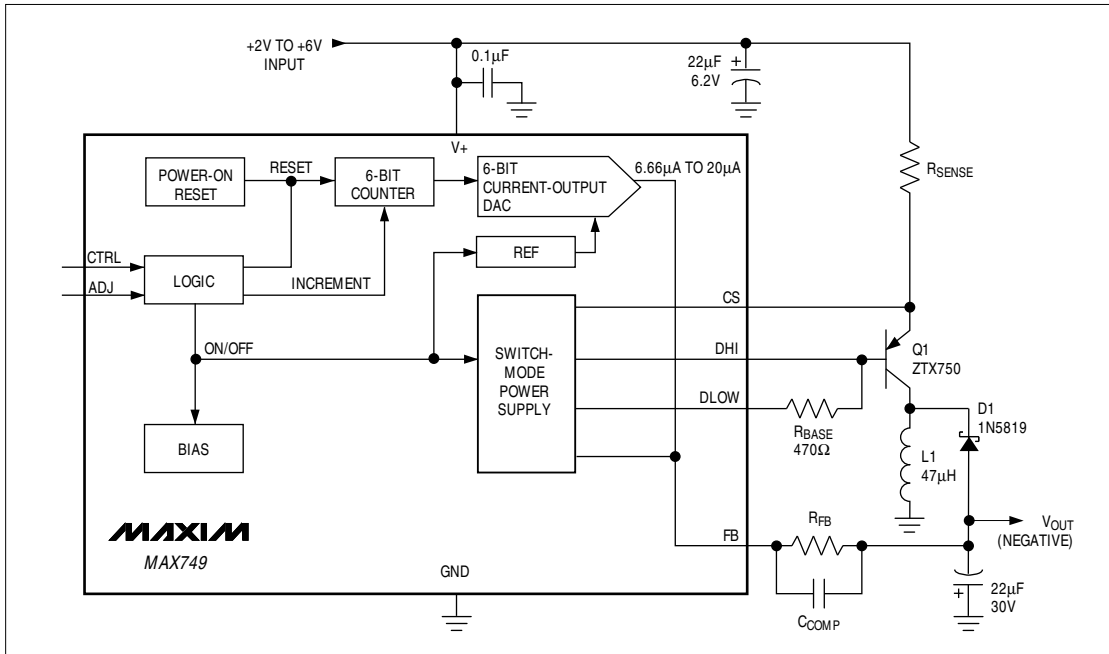 +2V TO +6V
INPUT
0.1µF
22µF
6.2V
+
V+
RSENSE
POWER-ON
RESET
RESET
6-BIT
COUNTER
6-BIT
CURRENT-OUTPUT
DAC
6.66µA TO 20µA
REF
CTRL
ADJ
LOGIC
INCREMENT
CS
ON/OFF
SWITCH-
MODE
POWER
SUPPLY
DHI
DLOW
Q1
ZTX750
RBASE
470Ω
D1
1N5819
L1
47µH
BIAS
MAXIM
MAX749
FB
RFB
VOUT
(NEGATIVE)
GND
CCOMP
+
22µF
30V